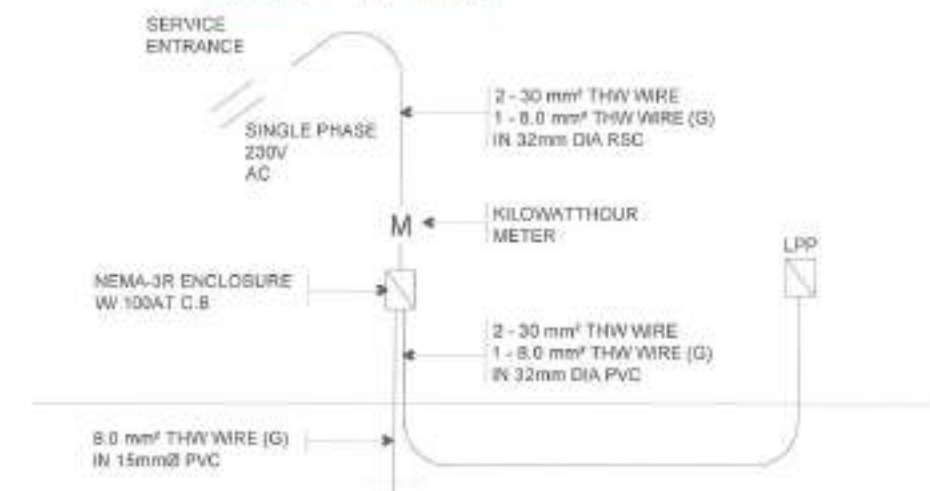 SERVICE
ENTRANCE
2 - 30 mm² THW WIRE
1 - 8.0 mm² THW WIRE (G)
IN 32mm DIA RSC
SINGLE PHASE
230V
AC
KILOWATTHOUR
METER
M
LPP
NEMA-3R ENCLOSURE
W/ 100AT C.B
2 - 30 mm² THW WIRE
1 - 8.0 mm² THW WIRE (G)
IN 32mm DIA PVC
8.0 mm² THW WIRE (G)
IN 15mmØ PVC